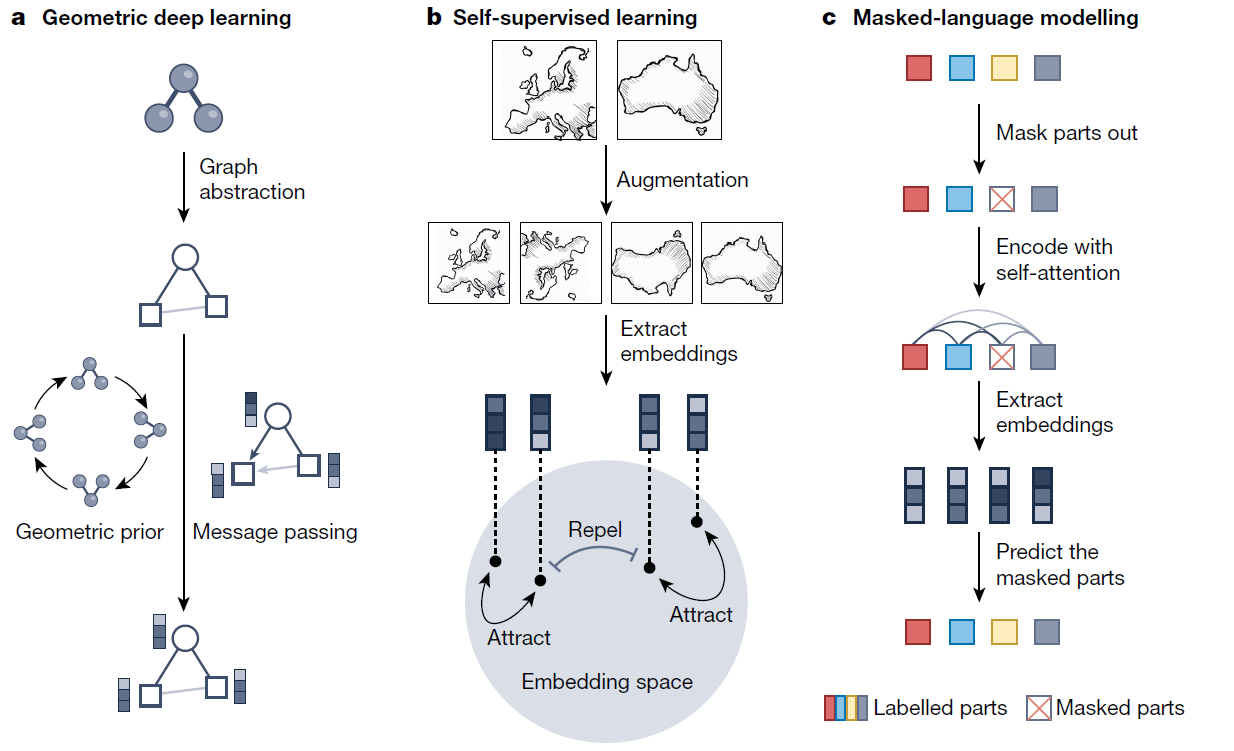 a Geometric deep learning
Graph
abstraction
Geometric prior
Message passing
b Self-supervised learning
Augmentation
Extract
embeddings
Repel
Attract
Attract
Embedding space
c Masked-language modelling
Mask parts out
Encode with
self-attention
Extract
embeddings
Predict the
masked parts
Labelled parts
Masked parts